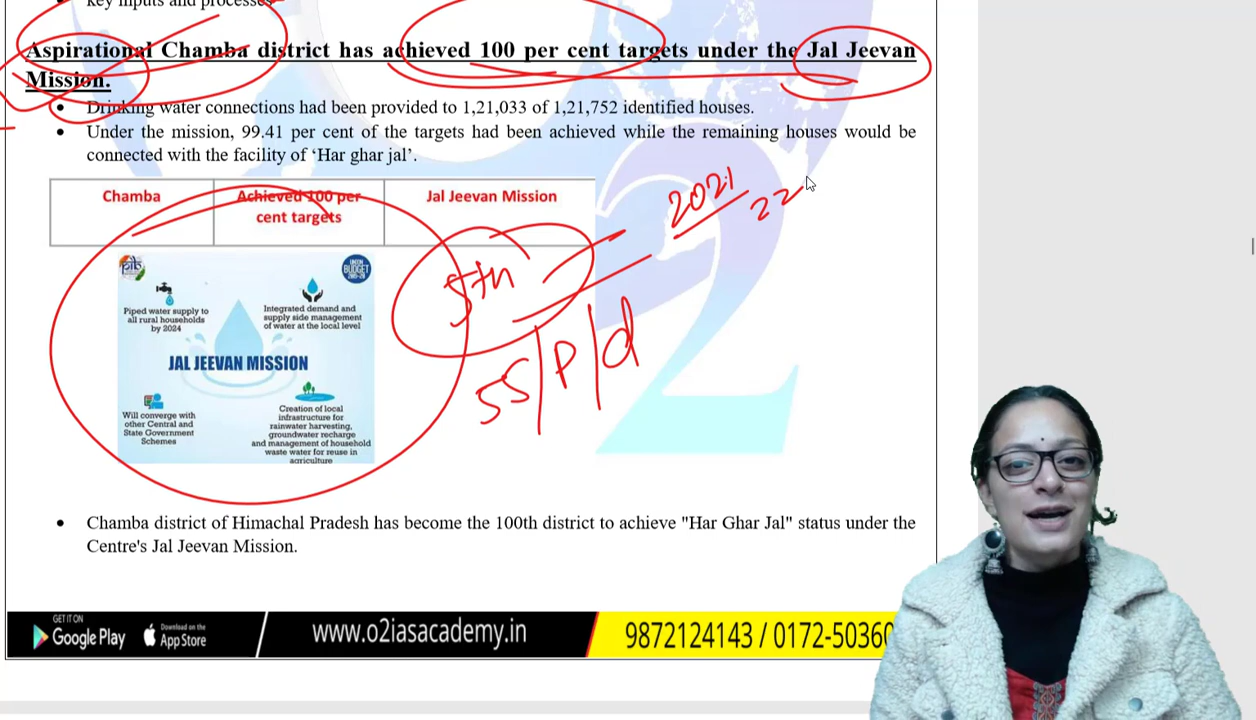 key inputs and processes
Aspirational Chamba district has achieved 100 per cent targets under the Jal Jeevan
Mission.
Drinking water connections had been provided to 1,21,033 of 1,21,752 identified houses.
Under the mission, 99.41 per cent of the targets had been achieved while the remaining houses would be
connected with the facility of ‘Har ghar jal’.
Chamba
Achieved 100 per
cent targets
Jal Jeevan Mission
2021
22
5th
55/P/d
pib
UNION
BUDGET
Piped water supply to
all rural households
by 2024
Integrated demand and
supply side management
of water at the local level
JAL JEEVAN MISSION
Will converge with
other Central and
State Government
Schemes
Creation of local
infrastructure for
rainwater harvesting,
groundwater recharge
and management of household
waste water for reuse in
agriculture
2
Chamba district of Himachal Pradesh has become the 100th district to achieve "Har Ghar Jal" status under the
Centre's Jal Jeevan Mission.
GET IT ON
Google Play
Download on the
App Store
www.o2iasacademy.in
9872124143 / 0172-50360